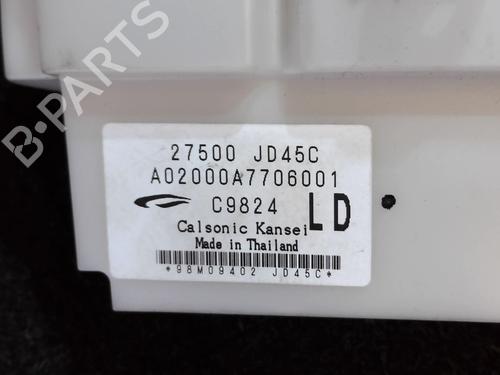 B-PARTS
27500 JD45C
A02000A7706001
C9824 LD
Calsonic Kansei
Made in Thailand
*98M09402 JD45C*